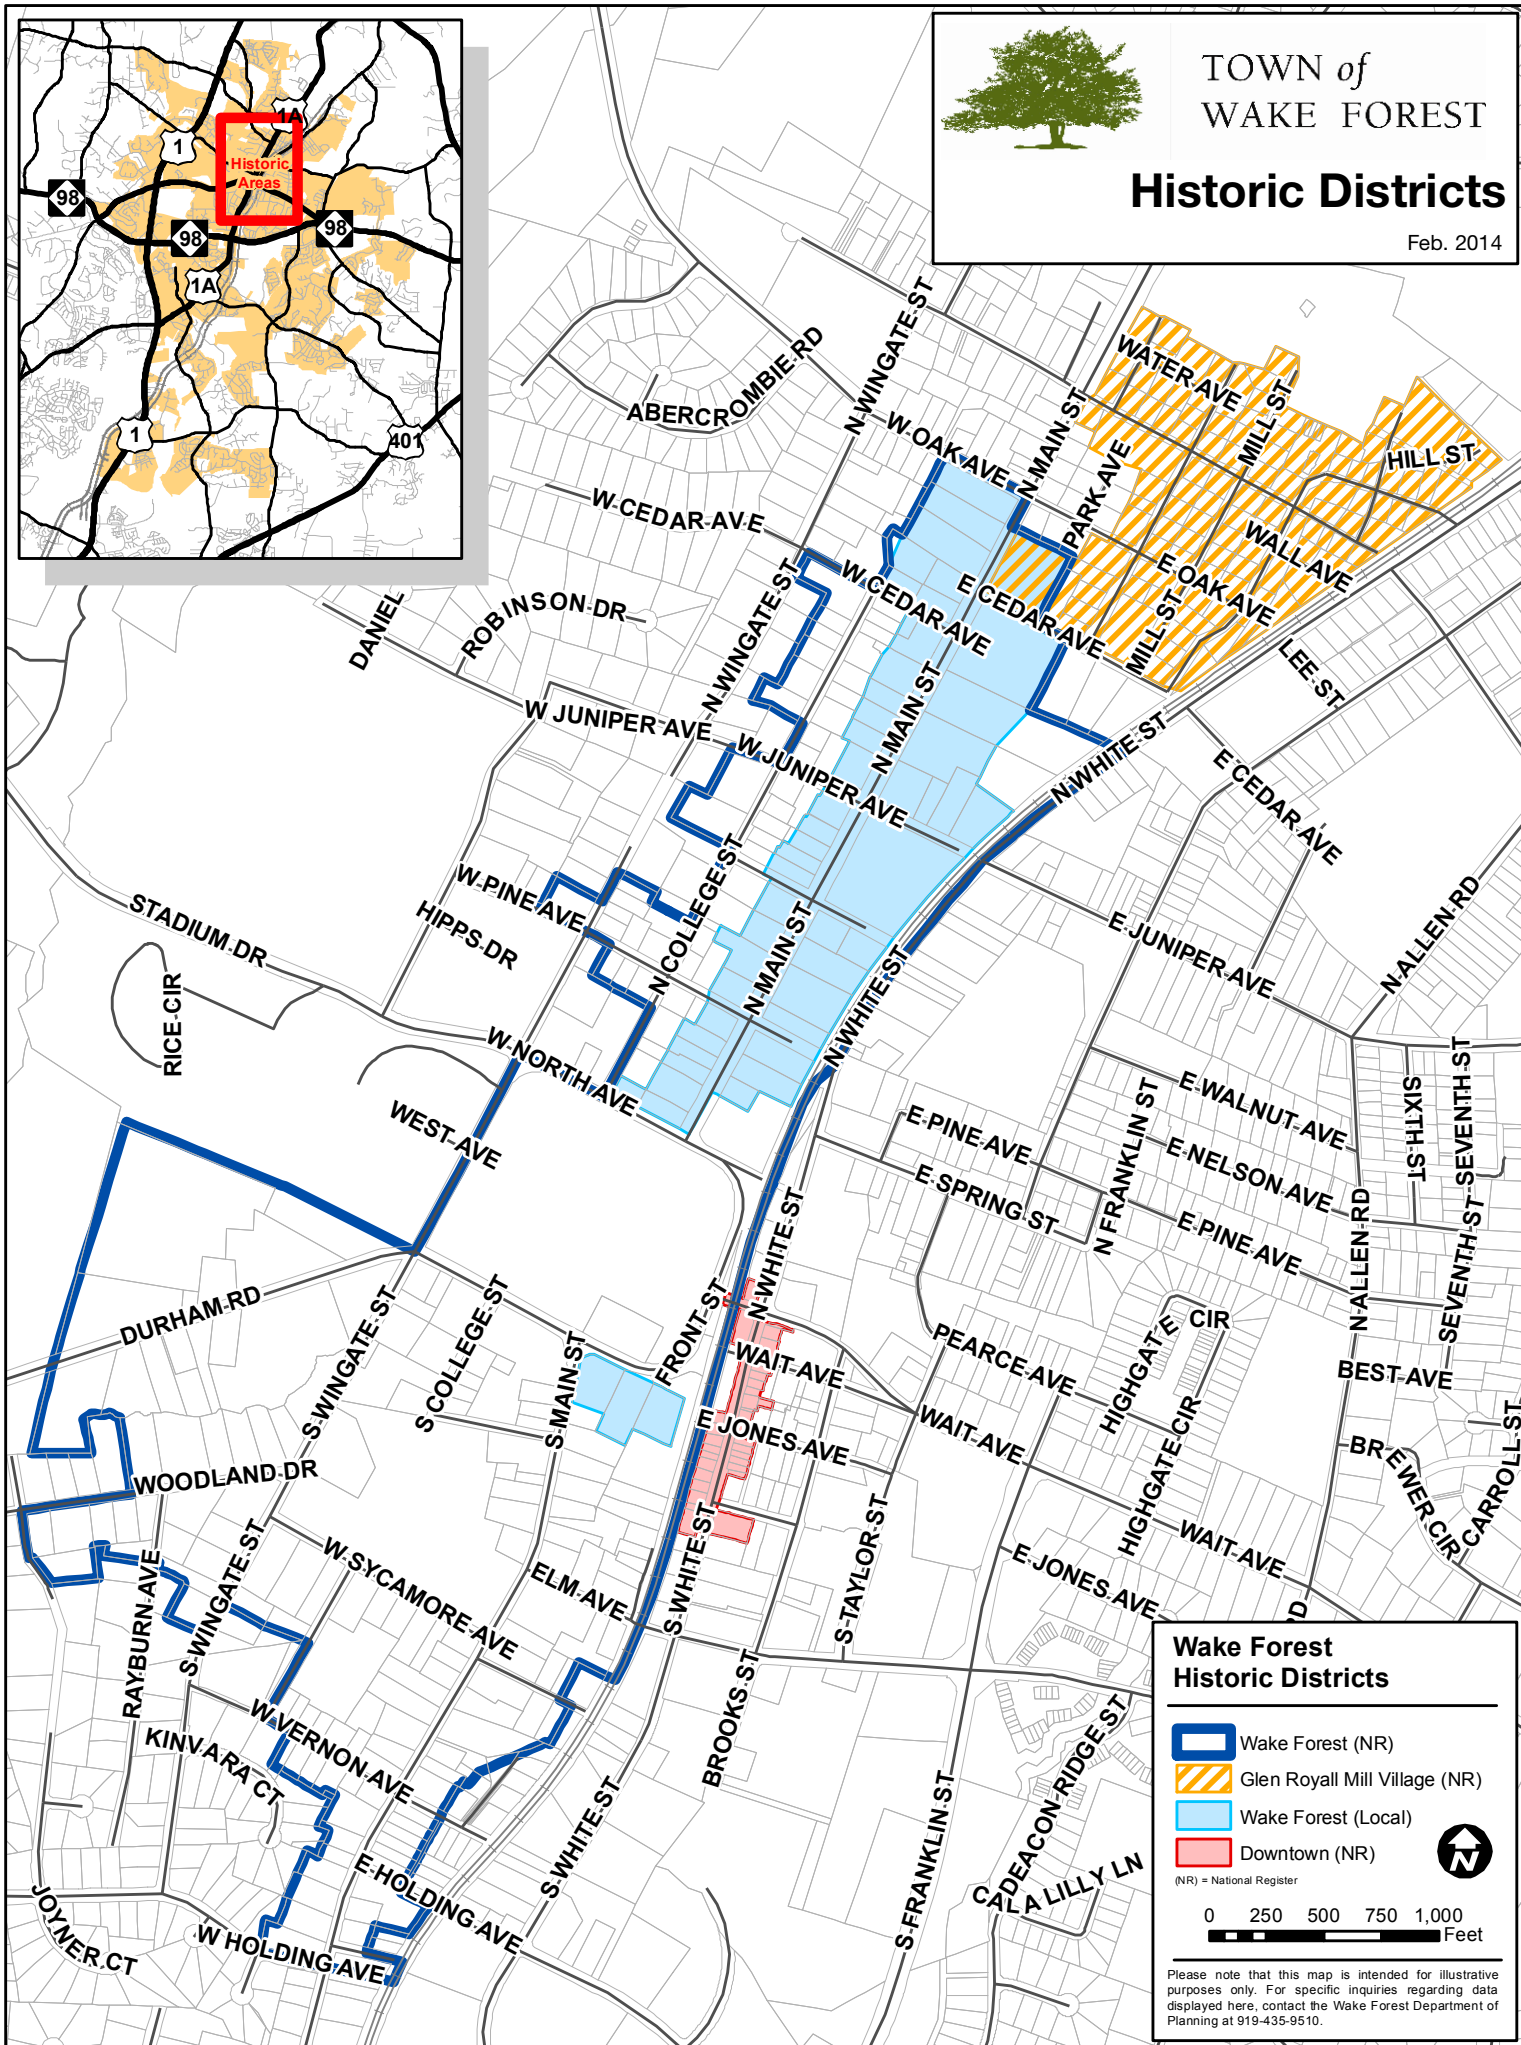 TOWN of
WAKE FOREST
Historic Districts
Feb. 2014
1A
1
Historic
Areas
98
98
98
1A
1
401
WATER AVE
N WINGATE ST
ABERCROMBIE RD
MILL ST
N MAIN ST
W OAK AVE
HILL ST
PARK AVE
W CEDAR AVE
WALL AVE
E OAK AVE
W CEDAR AVE
E CEDAR AVE
N WINGATE ST
ROBINSON DR
DANIEL
MILL ST
LEE ST
W JUNIPER AVE
N MAIN ST
W JUNIPER AVE
N WHITE ST
E CEDAR AVE
N COLLEGE ST
W PINE AVE
HIPPS DR
N MAIN ST
STADIUM DR
E JUNIPER AVE
N ALLEN RD
RICE CIR
N WHITE ST
W NORTH AVE
WEST AVE
E WALNUT AVE
SIXTH ST
SEVENTH ST
E PINE AVE
N FRANKLIN ST
E NELSON AVE
E SPRING ST
E PINE AVE
N ALLEN RD
SEVENTH ST
SEVENTH ST
N WHITE ST
DURHAM RD
S WINGATE ST
S COLLEGE ST
S MAIN ST
FRONT ST
WAIT AVE
PEARCE AVE
HIGHGATE CIR
E CIR
BEST AVE
E JONES AVE
WAIT AVE
HIGHGATE CIR
BREWER CIR
CARROLL ST
WOODLAND DR
W SYCAMORE AVE
S WINGATE ST
RAYBURN AVE
ELM AVE
S WHITE ST
S TAYLOR ST
WAIT AVE
E JONES AVE
RD
W VERNON AVE
KINVARA CT
BROOKS ST
DEACON RIDGE ST
S WHITE ST
S FRANKLIN ST
CALA LILLY LN
E HOLDING AVE
W HOLDING AVE
JOYNER CT
Wake Forest
Historic Districts
Wake Forest (NR)
Glen Royall Mill Village (NR)
Wake Forest (Local)
Downtown (NR)
(NR) = National Register
N
0 250 500 750 1,000
Feet
Please note that this map is intended for illustrative
purposes only. For specific inquiries regarding data
displayed here, contact the Wake Forest Department of
Planning at 919-435-9510.